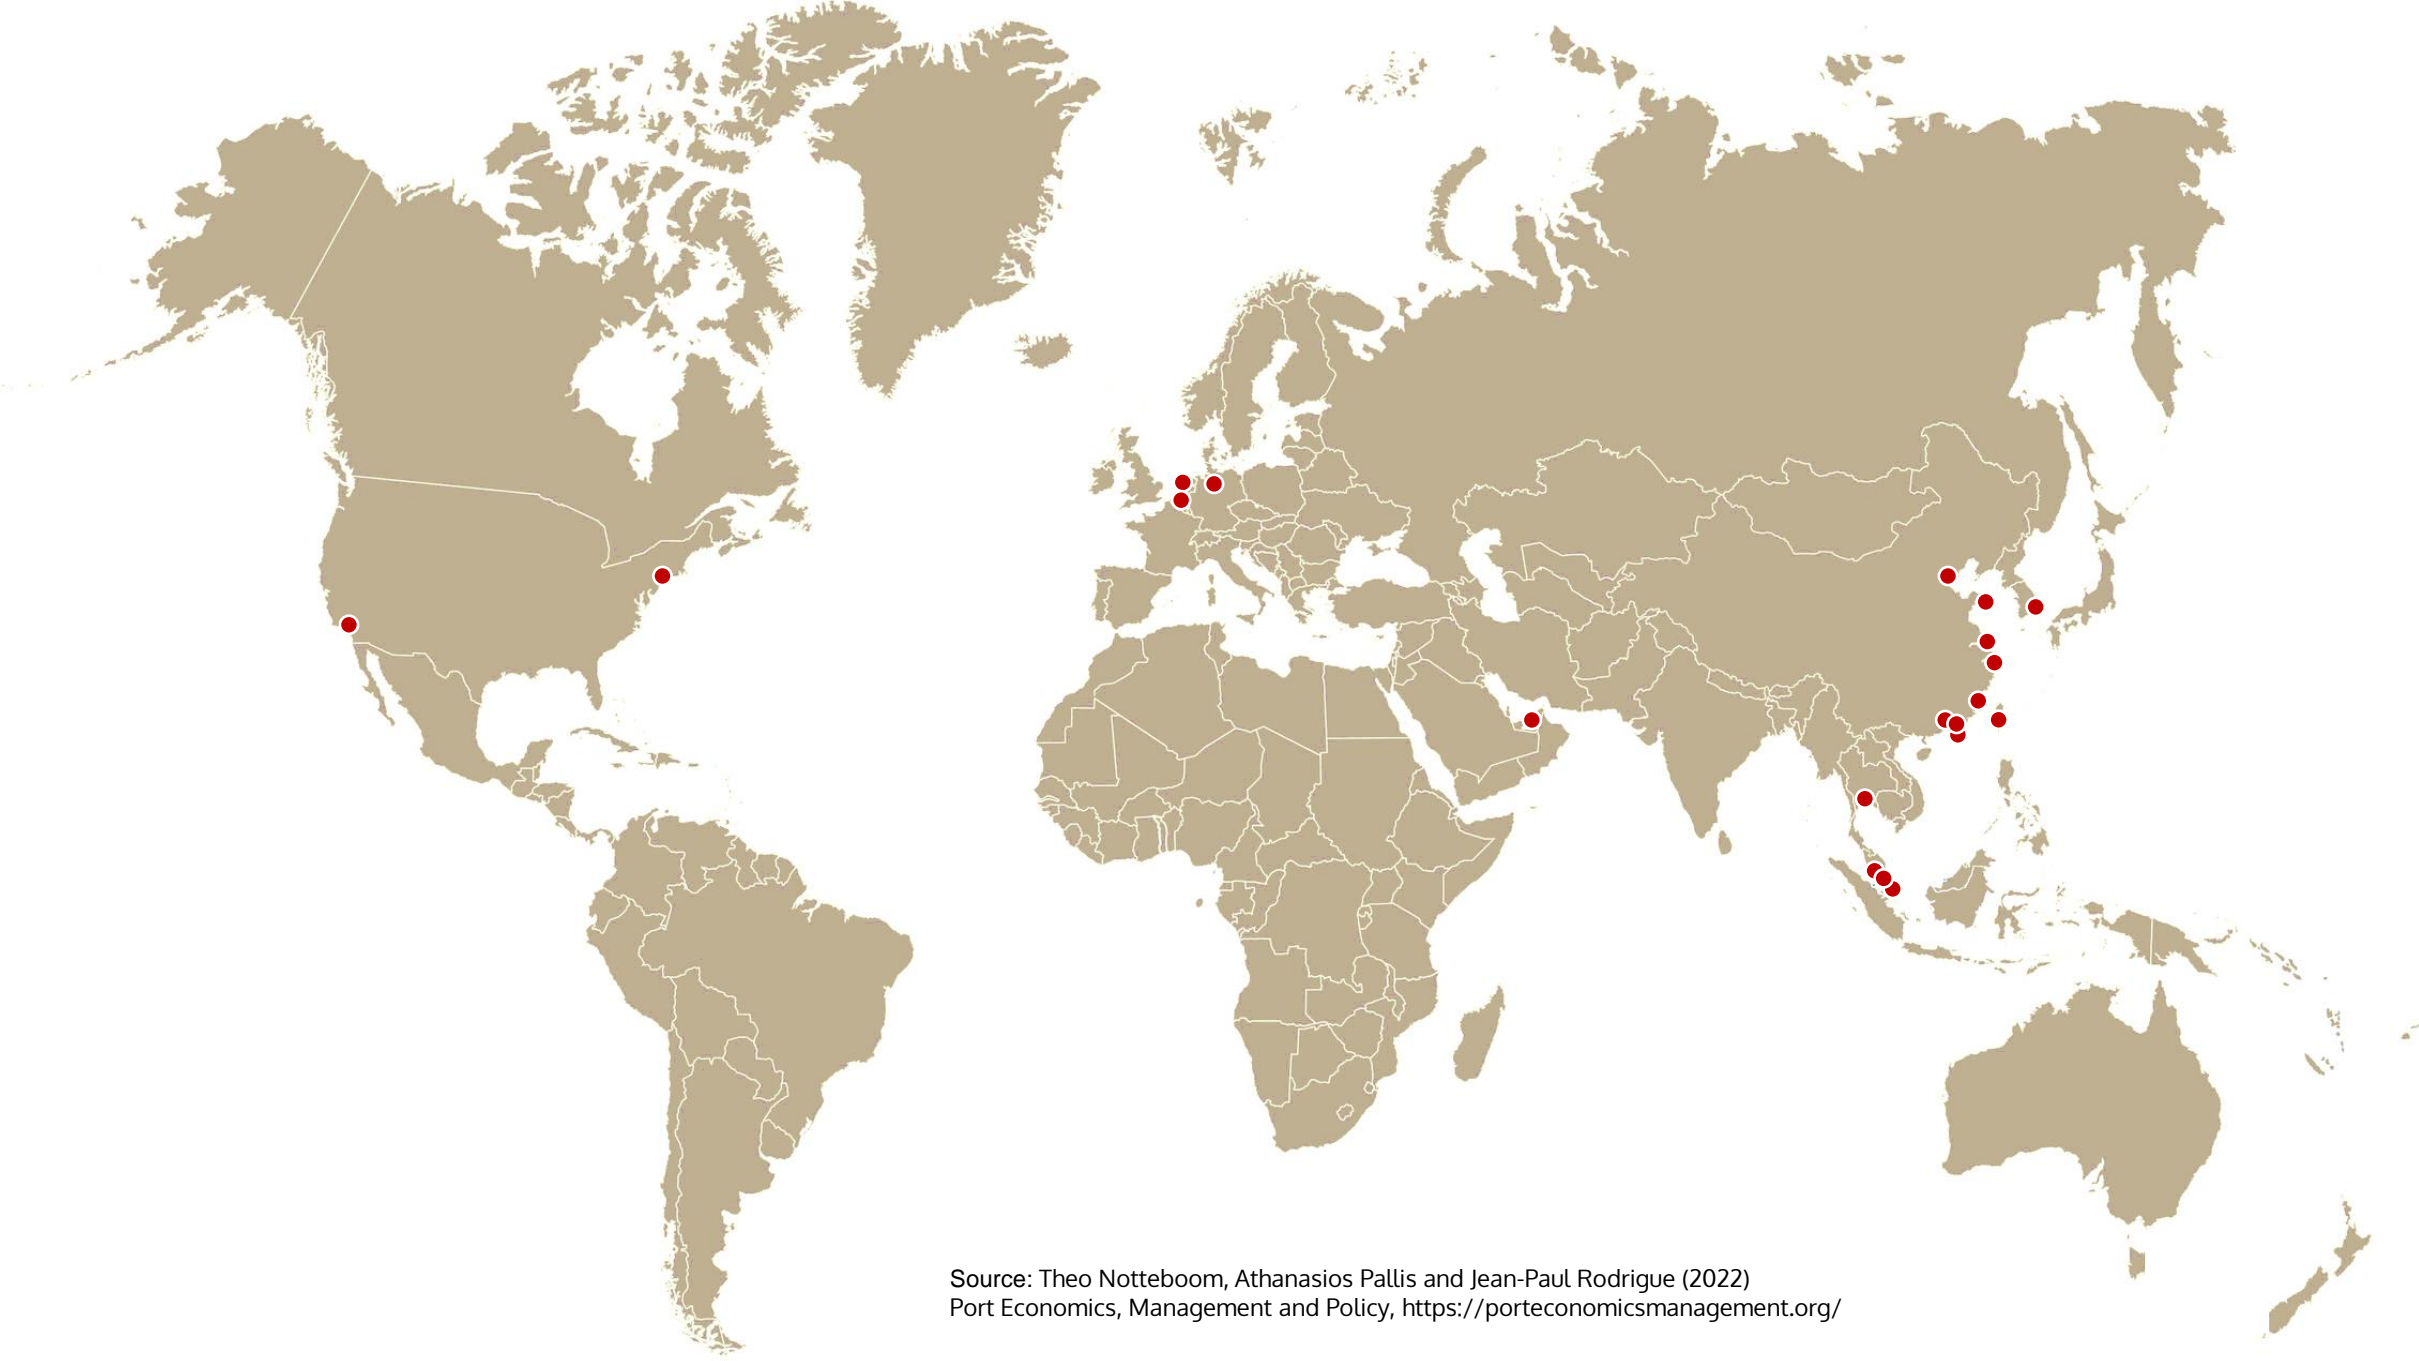 Source: Theo Notteboom, Athanasios Pallis and Jean-Paul Rodrigue (2022)
Port Economics, Management and Policy, https://porteconomicsmanagement.org/